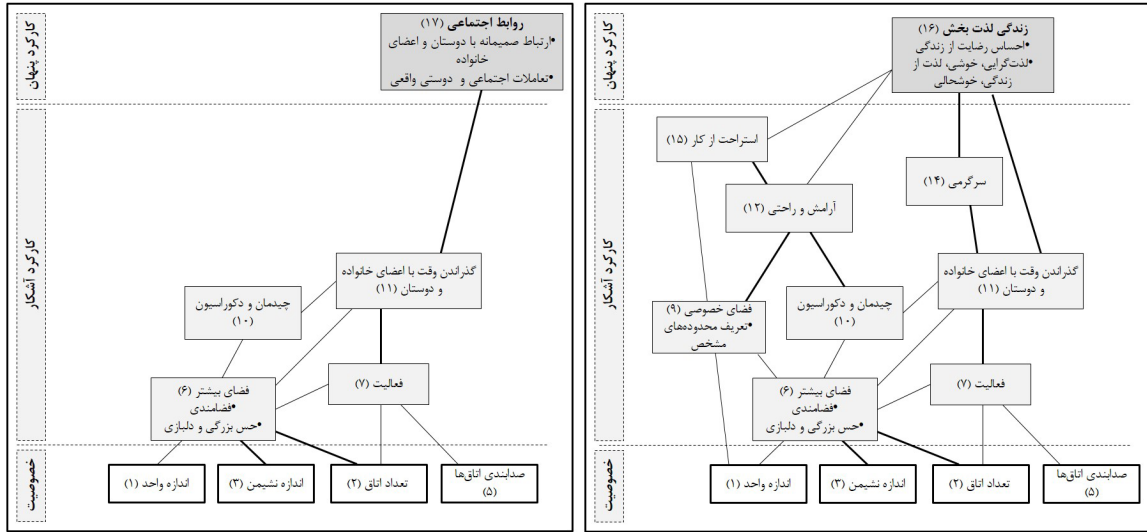 کارکرد پنهان
زندگی لذت بخش (۱۶)
•احساس رضایت از زندگی
•لذت‌گرایی، خوشی، لذت از
زندگی، خوشحالی
کارکرد آشکار
استراحت از کار (۱۵)
سرگرمی (۱۴)
آرامش و راحتی (۱۲)
گذراندن وقت با اعضای خانواده
و دوستان (۱۱)
چیدمان و دکوراسیون
(۱۰)
فضای خصوصی (۹)
•تعریف محدوده‌های
مشخص
فعالیت (۷)
فضای بیشتر (۶)
•فضامندی
•حس بزرگی و دلبازی
خصوصیت
صدابندی اتاق‌ها
(۵)
تعداد اتاق (۲)
اندازه نشیمن (۳)
اندازه واحد (۱)
کارکرد پنهان
روابط اجتماعی (۱۷)
•ارتباط صمیمانه با دوستان و اعضای
خانواده
•تعاملات اجتماعی و دوستی واقعی
کارکرد آشکار
گذراندن وقت با اعضای خانواده
و دوستان (۱۱)
چیدمان و دکوراسیون
(۱۰)
فعالیت (۷)
فضای بیشتر (۶)
•فضامندی
•حس بزرگی و دلبازی
خصوصیت
صدابندی اتاق‌ها
(۵)
تعداد اتاق (۲)
اندازه نشیمن (۳)
اندازه واحد (۱)